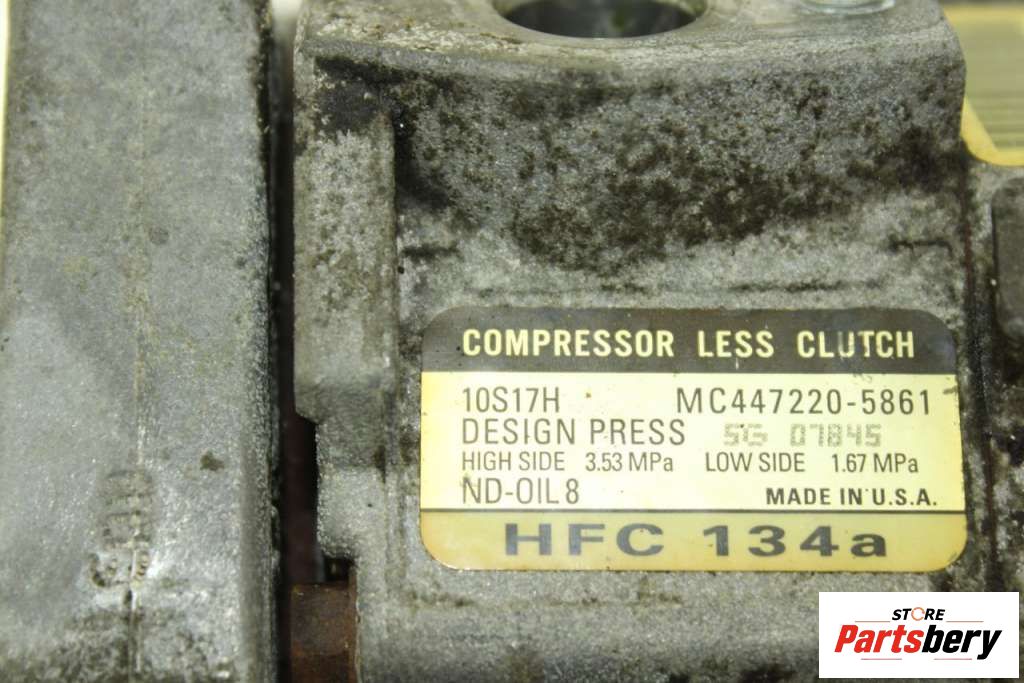 COMPRESSOR LESS CLUTCH
10S17H MC447220-5861
DESIGN PRESS 5G 07845
HIGH SIDE 3.53 MPa LOW SIDE 1.67 MPa
ND-OIL 8 MADE IN U.S.A.
HFC 134a
STORE
Partsbery